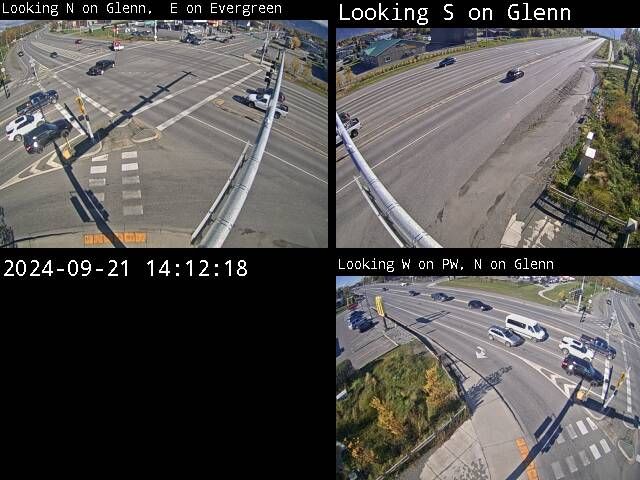 Looking N on Glenn,  E on Evergreen
Looking S on Glenn
2024-09-21 14:12:18
Looking W on PW, N on Glenn